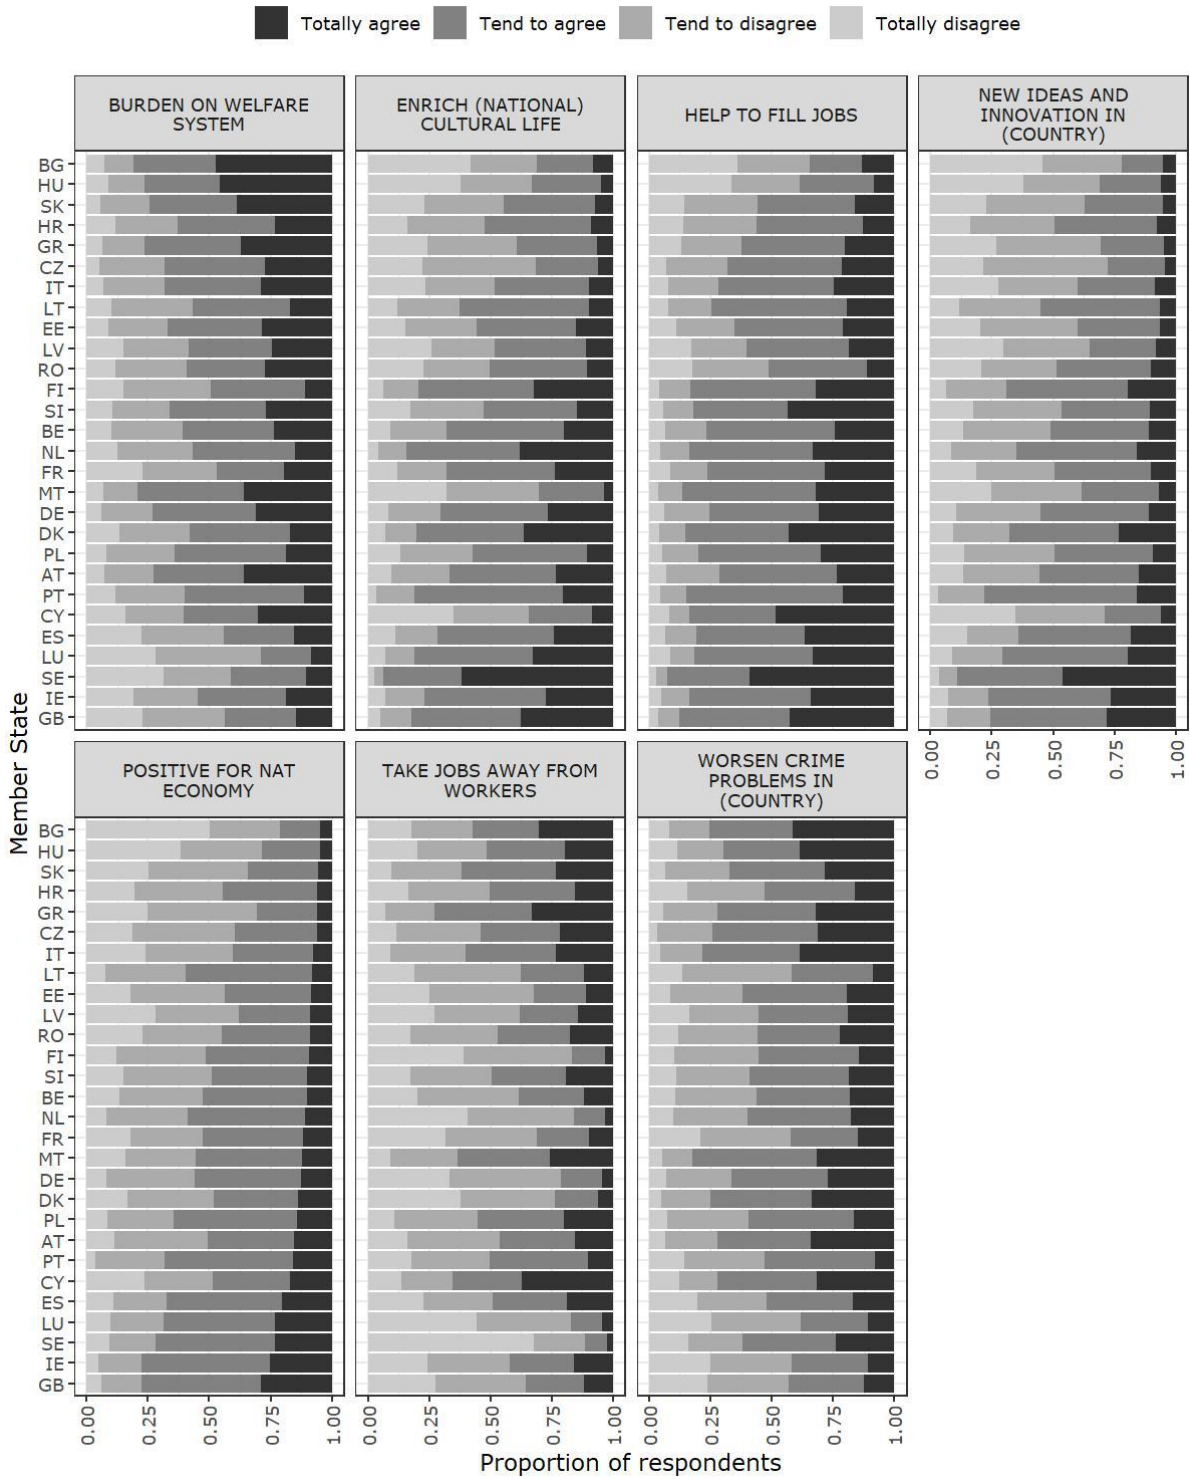 Totally agree Tend to agree Tend to disagree Totally disagree
BURDEN ON WELFARE
SYSTEM
ENRICH (NATIONAL)
CULTURAL LIFE
HELP TO FILL JOBS
NEW IDEAS AND
INNOVATION IN
(COUNTRY)
BG
HU
SK
HR
GR
CZ
IT
LT
EE
LV
RO
FI
SI
BE
NL
FR
MT
DE
DK
PL
AT
PT
CY
ES
LU
SE
IE
GB
0.00 0.25 0.50 0.75 1.00
Member State
POSITIVE FOR NAT
ECONOMY
TAKE JOBS AWAY FROM
WORKERS
WORSEN CRIME
PROBLEMS IN
(COUNTRY)
BG
HU
SK
HR
GR
CZ
IT
LT
EE
LV
RO
FI
SI
BE
NL
FR
MT
DE
DK
PL
AT
PT
CY
ES
LU
SE
IE
GB
0.00 0.25 0.50 0.75 1.00 0.00 0.25 0.50 0.75 1.00 0.00 0.25 0.50 0.75 1.00
Proportion of respondents